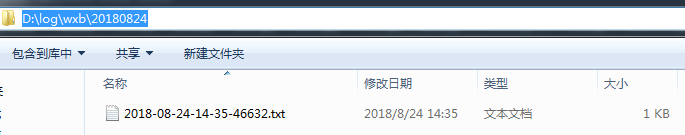 D:\log\wxb\20180824
包含到库中 共享 新建文件夹
名称 修改日期 类型 大小
2018-08-24-14-35-46632.txt 2018/8/24 14:35 文本文档 1 KB